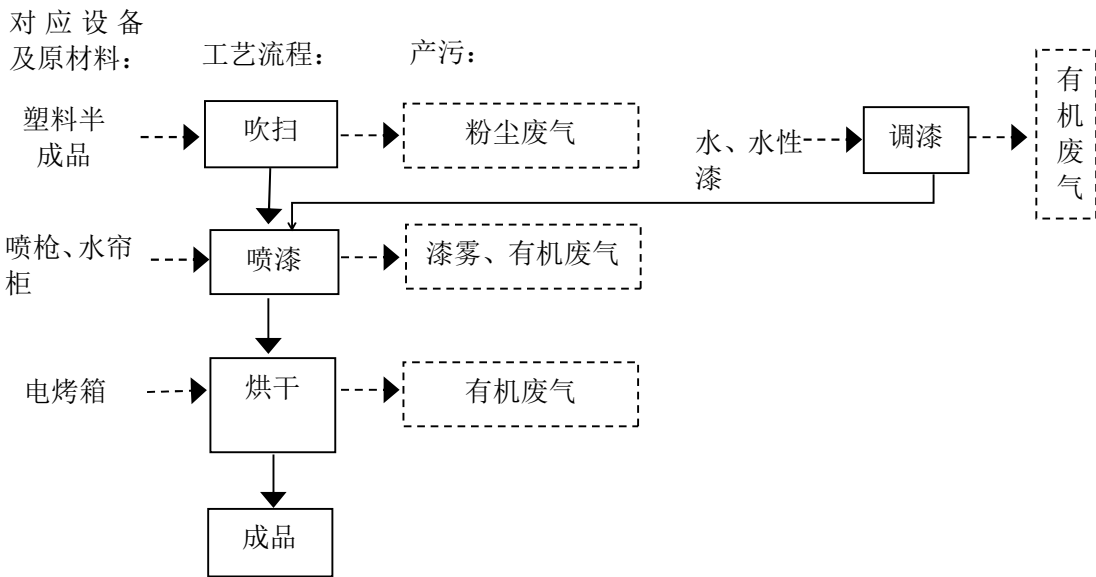 对应设备
及原材料：
工艺流程：
产污：
塑料半
成品
吹扫
粉尘废气
水、水性
漆
调漆
有
机
废
气
喷枪、水帘
柜
喷漆
漆雾、有机废气
电烤箱
烘干
有机废气
成品